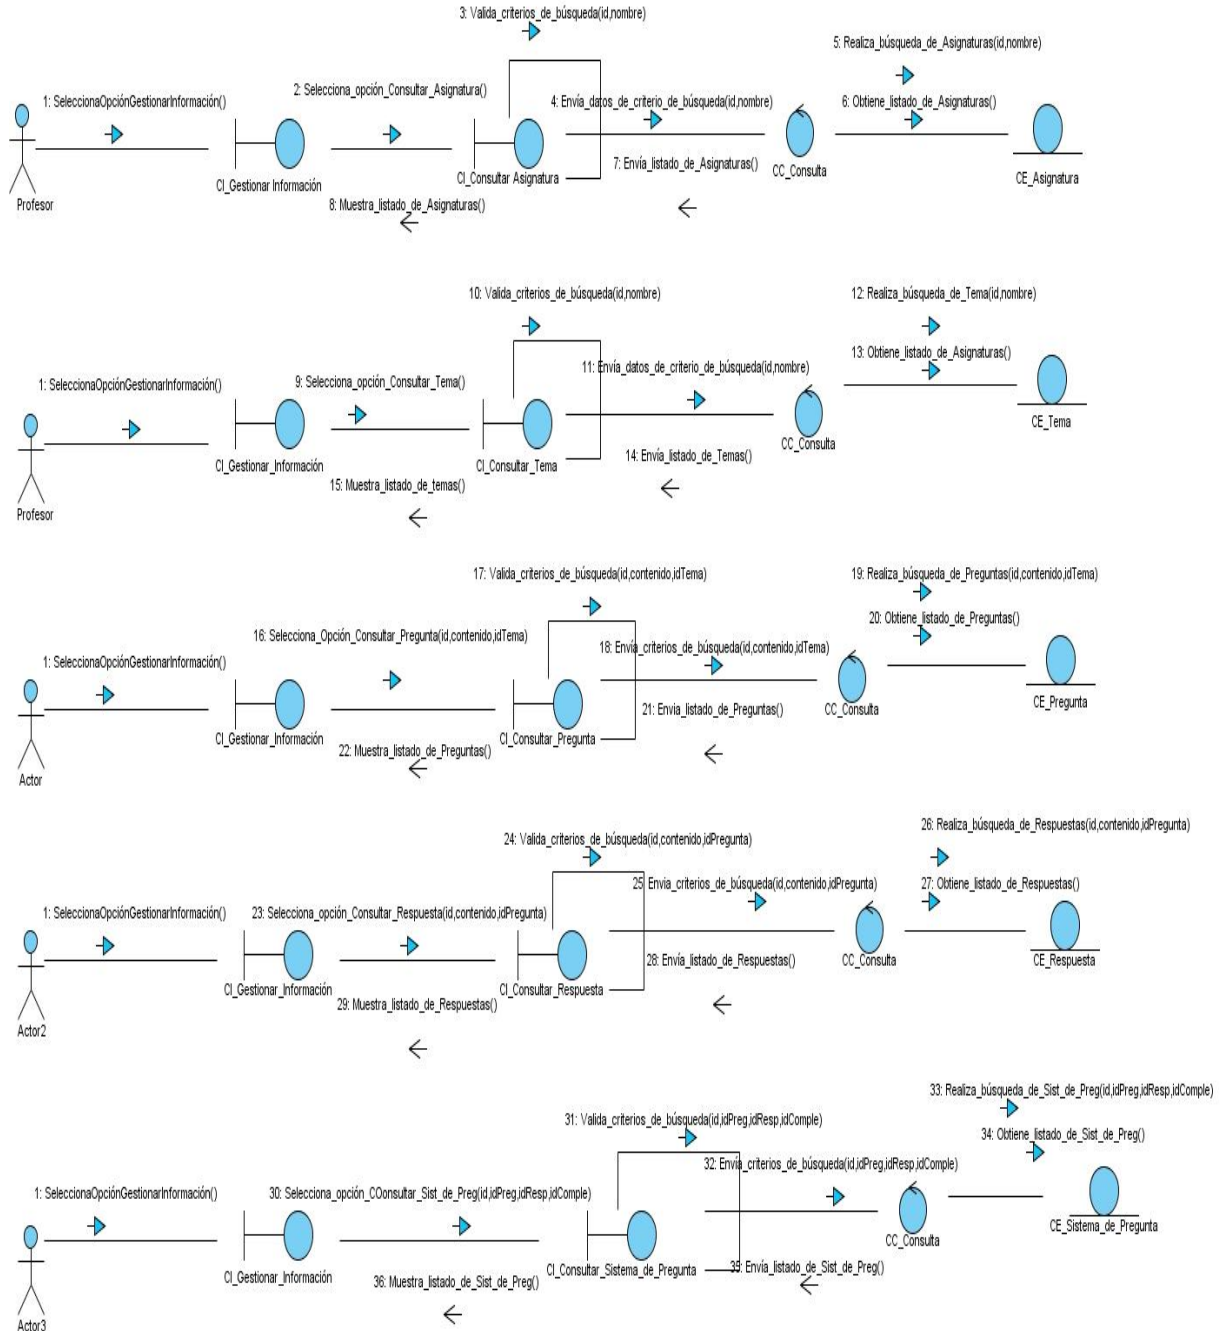 3: Valida_criterios_de_búsqueda(id,nombre)
5: Realiza_búsqueda_de_Asignaturas(id,nombre)
1: SeleccionaOpciónGestionarInformación()
2: Selecciona_opción_Consultar_Asignatura()
4: Envía_datos_de_criterio_de_búsqueda(id,nombre)
6: Obtiene_listado_de_Asignaturas()
7: Envía_listado_de_Asignaturas()
CC_Consulta
CE_Asignatura
CI_Gestionar Información
CI_Consultar Asignatura
Profesor
8: Muestra_listado_de_Asignaturas()
10: Valida_criterios_de_búsqueda(id,nombre)
12: Realiza_búsqueda_de_Tema(id,nombre)
13: Obtiene_listado_de_Asignaturas()
1: SeleccionaOpciónGestionarInformación()
9: Selecciona_opción_Consultar_Tema()
11: Envía_datos_de_criterio_de_búsqueda(id,nombre)
CE_Tema
CC_Consulta
14: Envía_listado_de_Temas()
CI_Gestionar_Información
CI_Consultar_Tema
15: Muestra_listado_de_temas()
Profesor
17: Valida_criterios_de_búsqueda(id,contenido,idTema)
19: Realiza_búsqueda_de_Preguntas(id,contenido,idTema)
20: Obtiene_listado_de_Preguntas()
16: Selecciona_Opción_Consultar_Pregunta(id,contenido,idTema)
18: Envía_criterios_de_búsqueda(id,contenido,idTema)
1: SeleccionaOpciónGestionarInformación()
CE_Pregunta
21: Envia_listado_de_Preguntas()
CC_Consulta
CI_Gestionar_Información
CI_Consultar_Pregunta
22: Muestra_listado_de_Preguntas()
Actor
26: Realiza_búsqueda_de_Respuestas(id,contenido,idPregunta)
24: Valida_criterios_de_búsqueda(id,contenido,idPregunta)
25: Envia_criterios_de_búsqueda(id,contenido,idPregunta)
27: Obtiene_listado_de_Respuestas()
1: SeleccionaOpciónGestionarInformación()
23: Selecciona_opción_Consultar_Respuesta(id,contenido,idPregunta)
28: Envía_listado_de_Respuestas()
CC_Consulta
CE_Respuesta
CI_Gestionar_Información
CI_Consultar_Respuesta
29: Muestra_listado_de_Respuestas()
Actor2
33: Realiza_búsqueda_de_Sist_de_Preg(id,idPreg,idResp,idComple)
31: Valida_criterios_de_búsqueda(id,idPreg,idResp,idComple)
34: Obtiene_listado_de_Sist_de_Preg()
32: Envía_criterios_de_búsqueda(id,idPreg,idResp,idComple)
1: SeleccionaOpciónGestionarInformación()
30: Selecciona_opción_COonsultar_Sist_de_Preg(id,idPreg,idResp,idComple)
CE_Sistema_de_Pregunta
CC_Consulta
CI_Gestionar_Información
CI_Consultar_Sistema_de_Pregunta
35: Envía_listado_de_Sist_de_Preg()
36: Muestra_listado_de_Sist_de_Preg()
Actor3